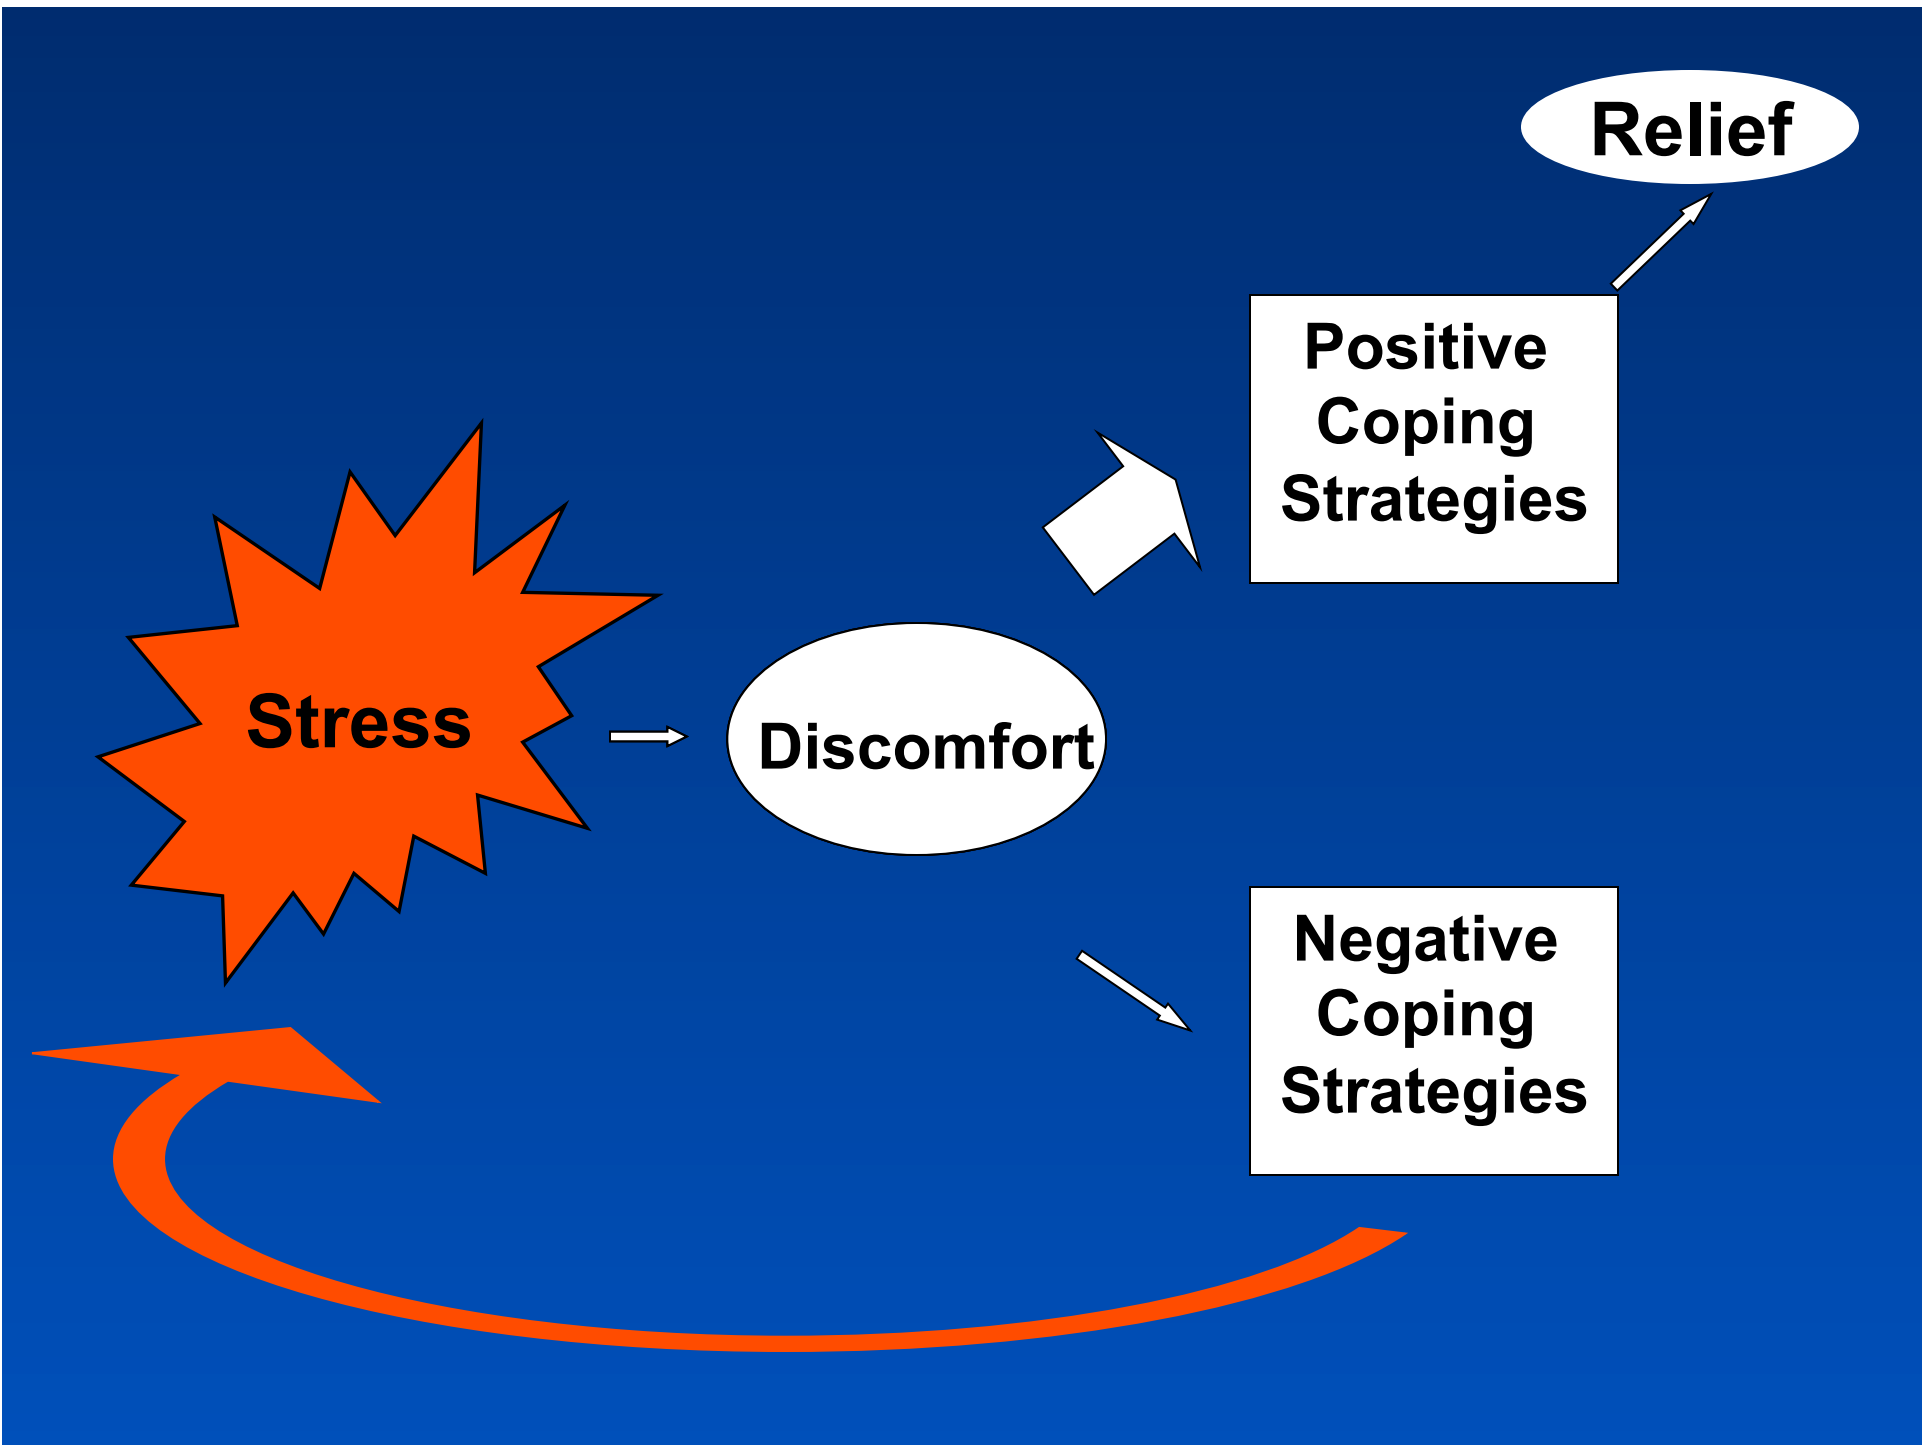 Relief
Positive
Coping
Strategies
Stress
Discomfort
Negative
Coping
Strategies